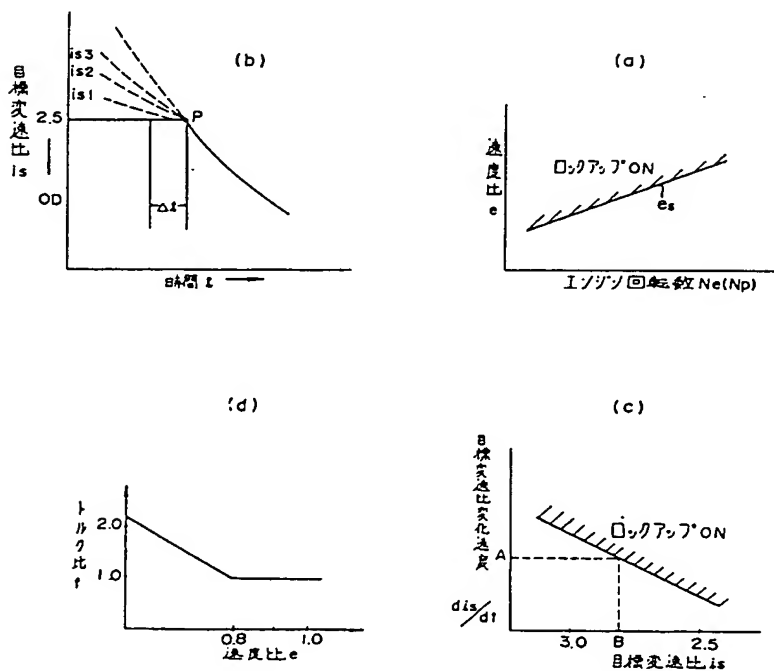 (b)
is3
is2
is1
P
2.5
OD
目標変速比 is
Δt
時間 t
(a)
速度比 e
ロックアップON
es
エンジン回転数 Ne(Np)
(d)
トルク比 t
2.0
1.0
0.8
1.0
速度比 e
(c)
目標変速比変化速度
ロックアップON
A
dis/dt
3.0
B
2.5
目標変速比 is